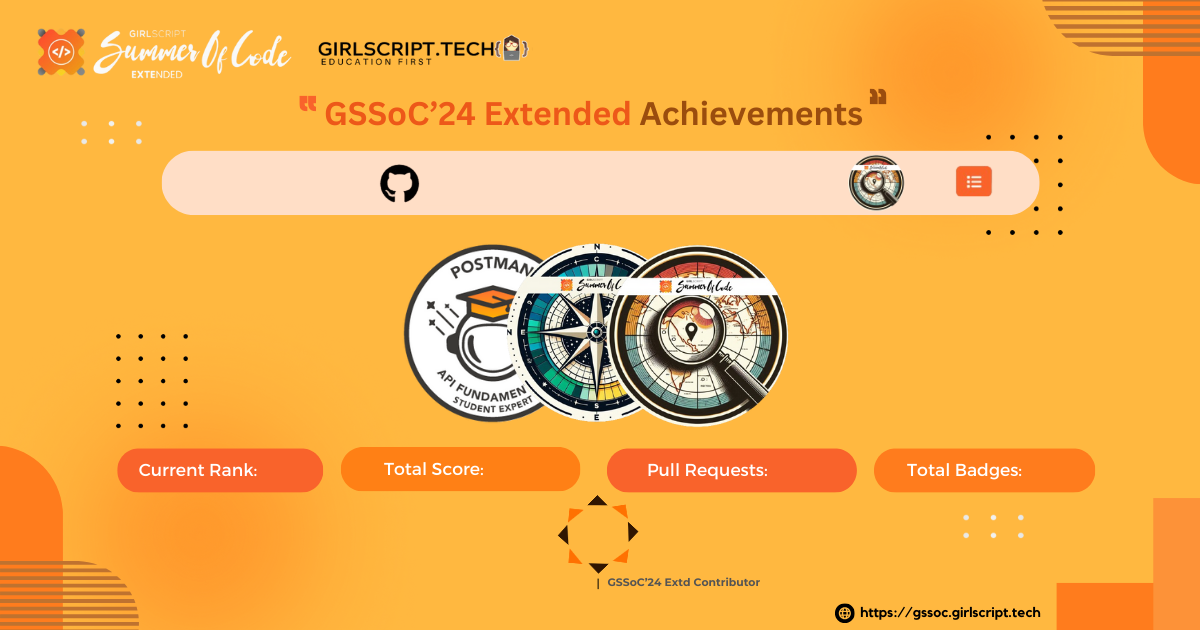 GIRLSCRIPT
Summer Of Code
EXTENDED
GIRLSCRIPT.TECH
EDUCATION FIRST
“ GSSoC’24 Extended Achievements ”
POSTMAN
API FUNDAMEN
STUDENT EXPERT
N
E
S
Summer Of C
GIRLSCRIPT
Summer Of Code
Current Rank:
Total Score:
Pull Requests:
Total Badges:
| GSSoC’24 Extd Contributor
https://gssoc.girlscript.tech